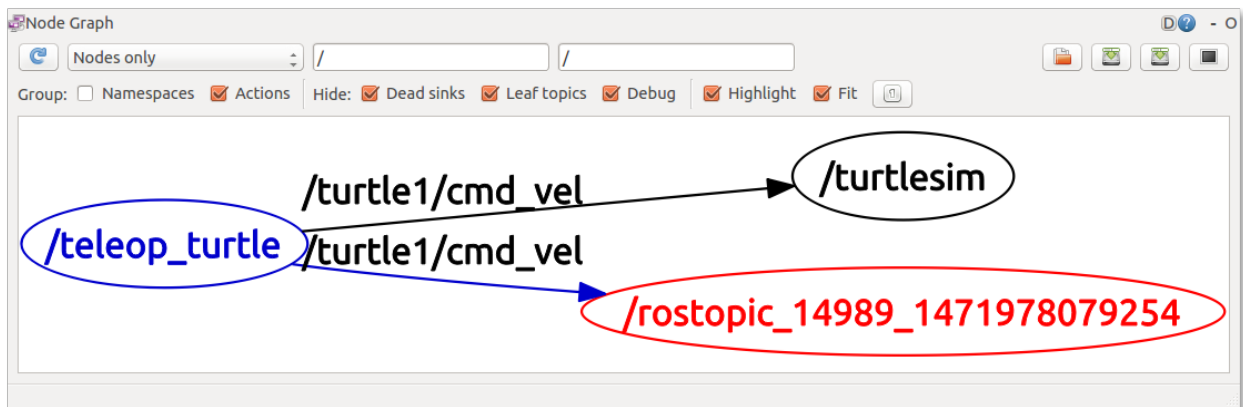 Node Graph D ? - O
Nodes only / /
Group: Namespaces Actions Hide: Dead sinks Leaf topics Debug Highlight Fit
/turtlesim
/turtle1/cmd_vel
/teleop_turtle
/turtle1/cmd_vel
/rostopic_14989_1471978079254